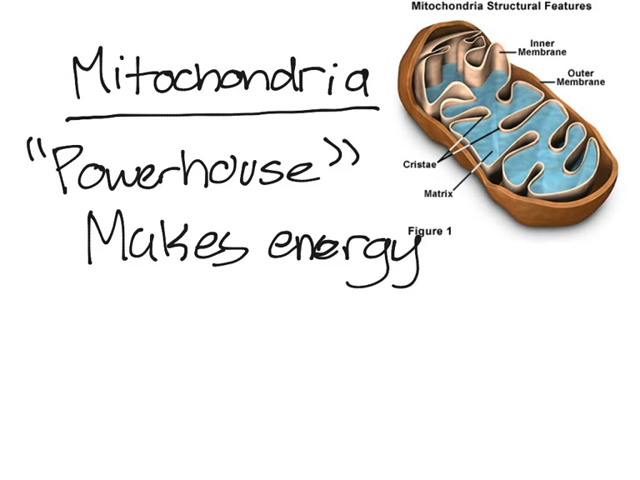 Mitochondria Structural Features
Mitochondria
Inner
Membrane
Outer
Membrane
"Powerhouse"
Cristae
Matrix
Makes energy
Figure 1